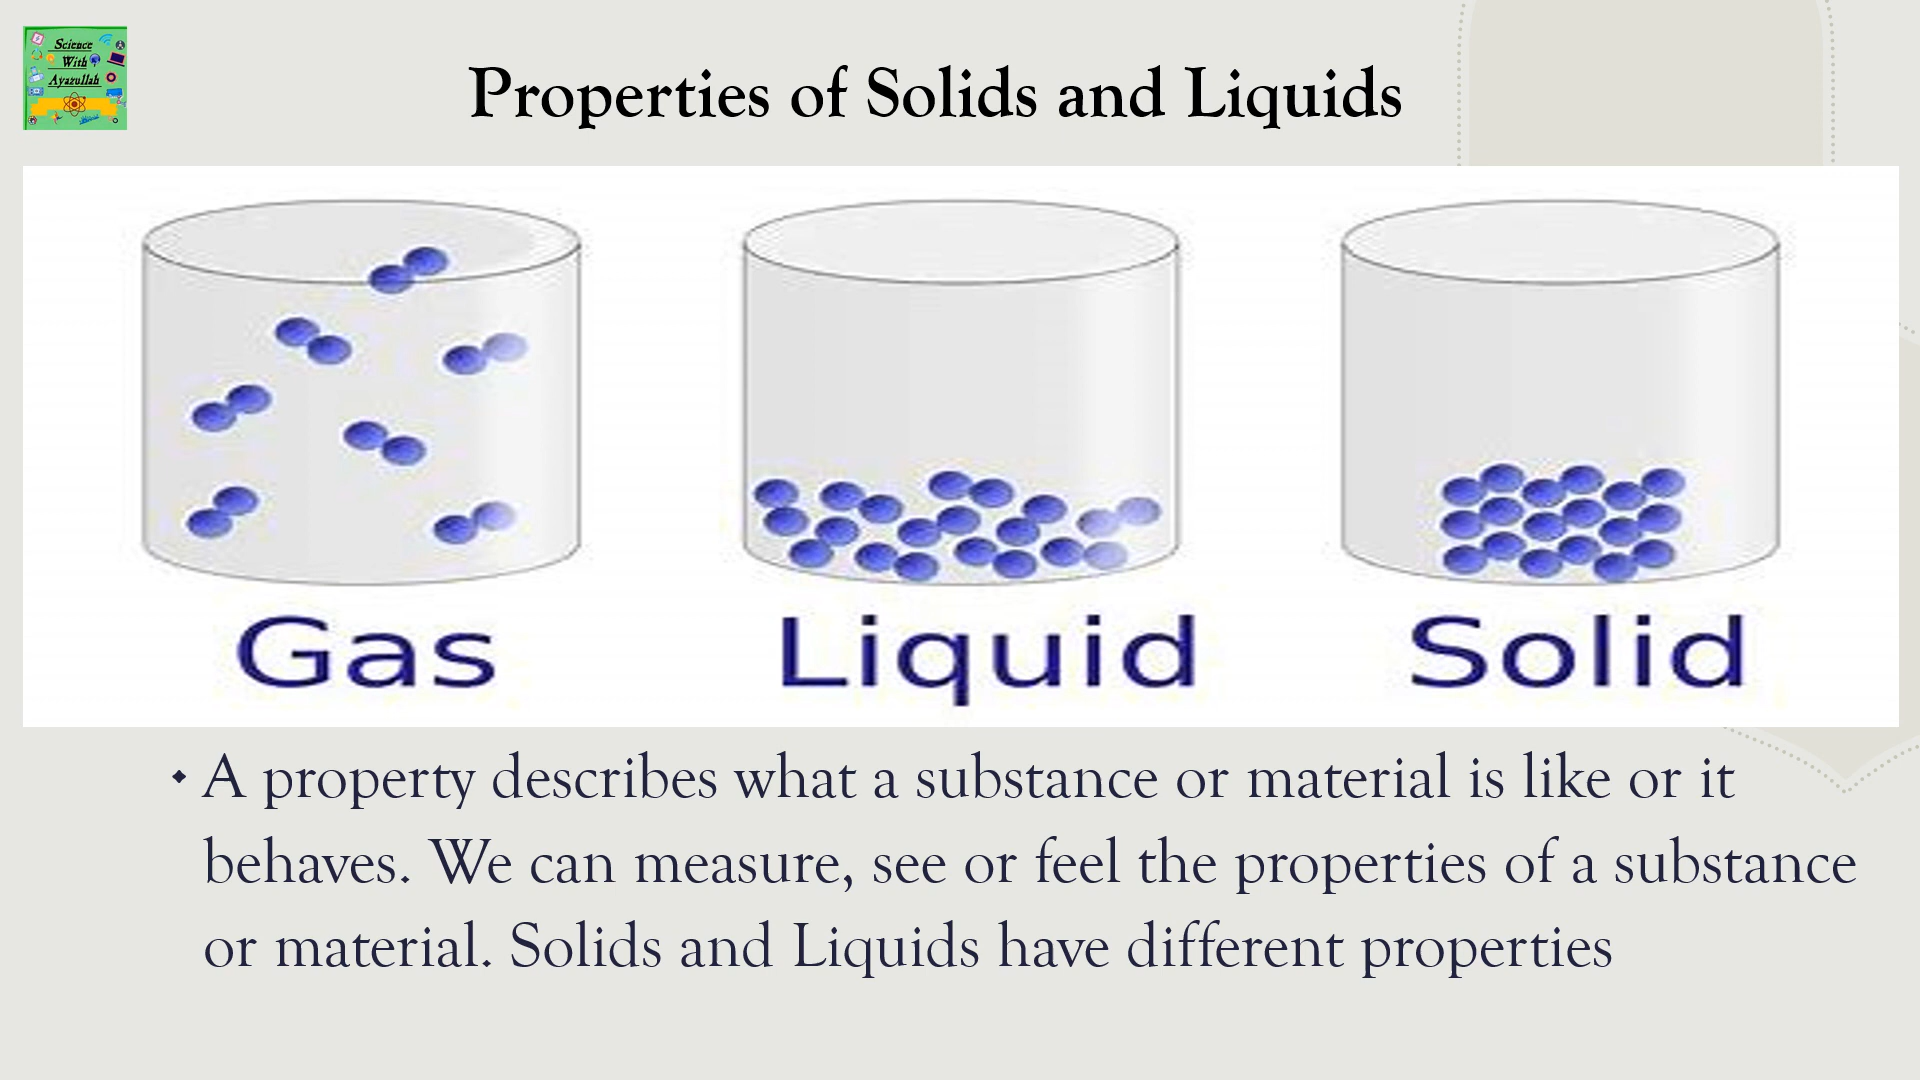 Science
With
Ayazullah
Properties of Solids and Liquids
Gas
Liquid
Solid
• A property describes what a substance or material is like or it
behaves. We can measure, see or feel the properties of a substance
or material. Solids and Liquids have different properties